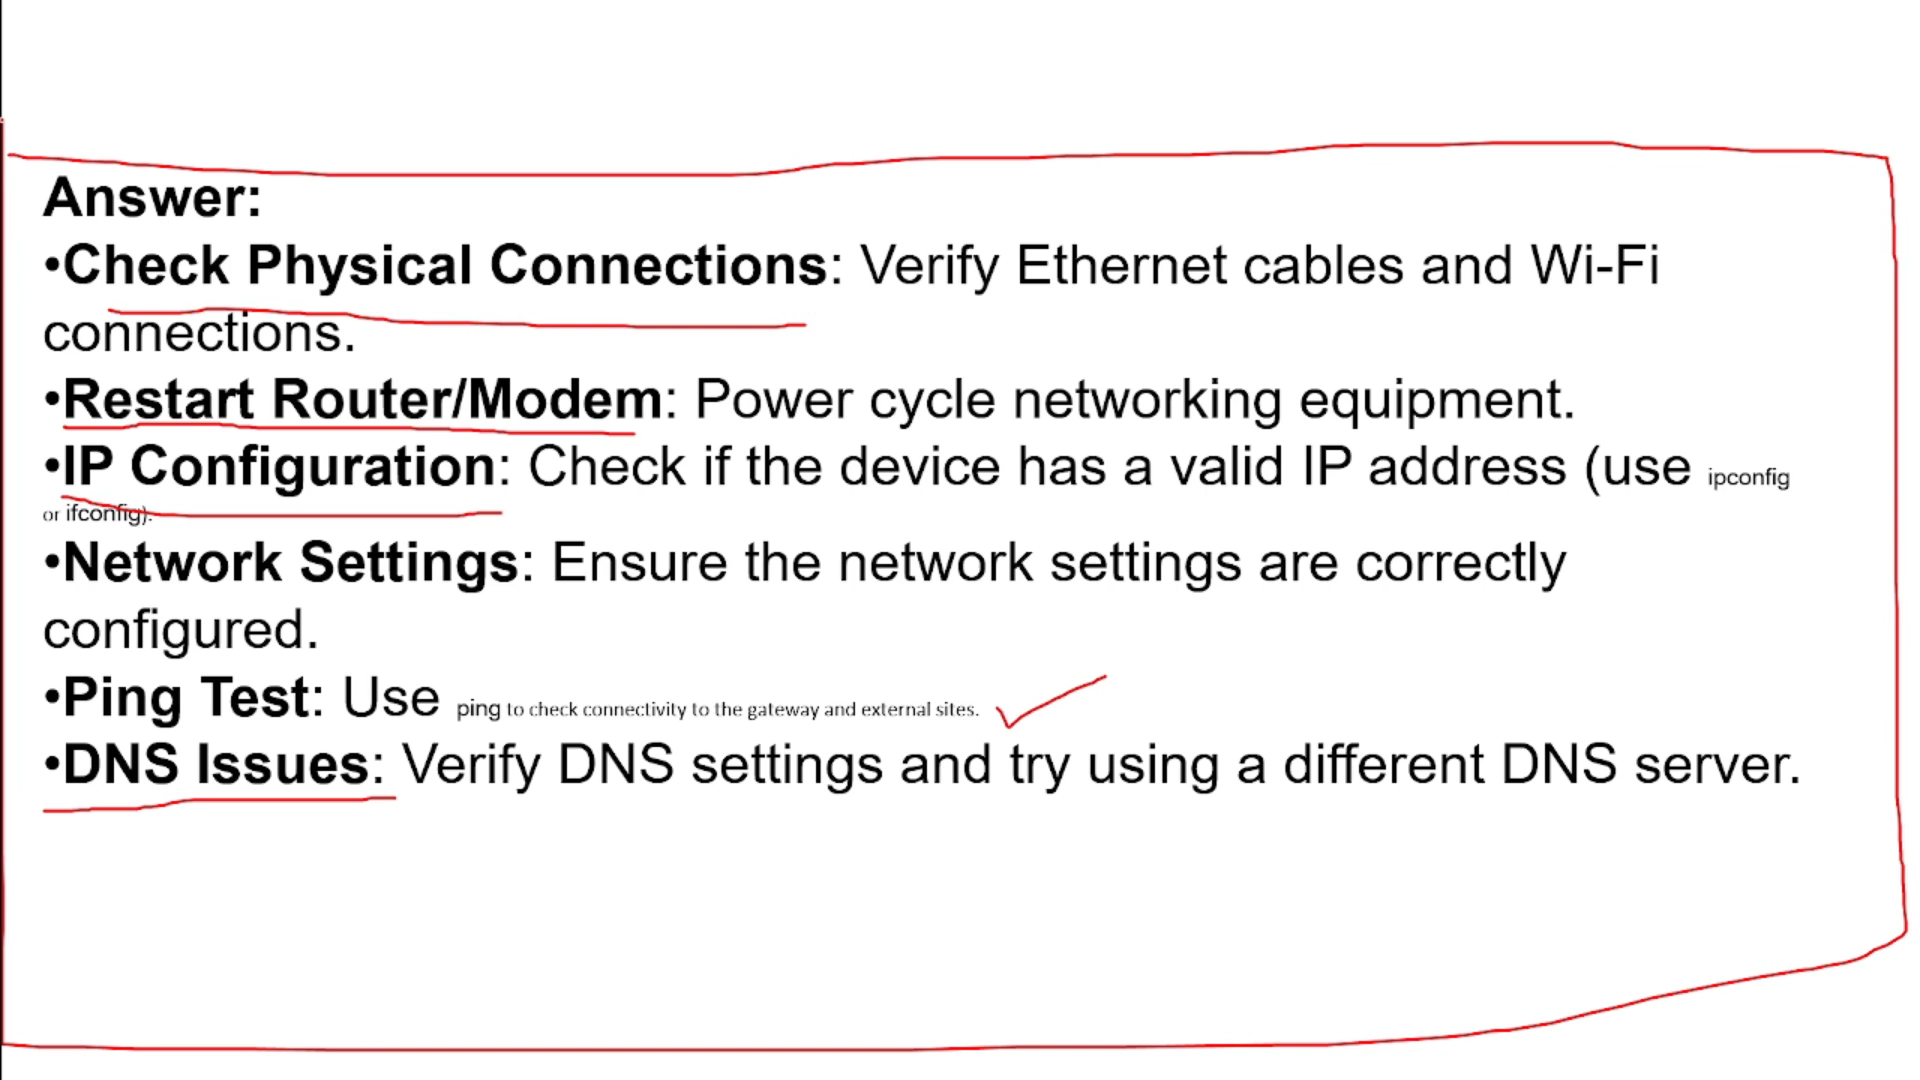 Answer:
•Check Physical Connections: Verify Ethernet cables and Wi-Fi
connections.
•Restart Router/Modem: Power cycle networking equipment.
•IP Configuration: Check if the device has a valid IP address (use ipconfig
or ifconfig).
•Network Settings: Ensure the network settings are correctly
configured.
•Ping Test: Use ping to check connectivity to the gateway and external sites.
•DNS Issues: Verify DNS settings and try using a different DNS server.